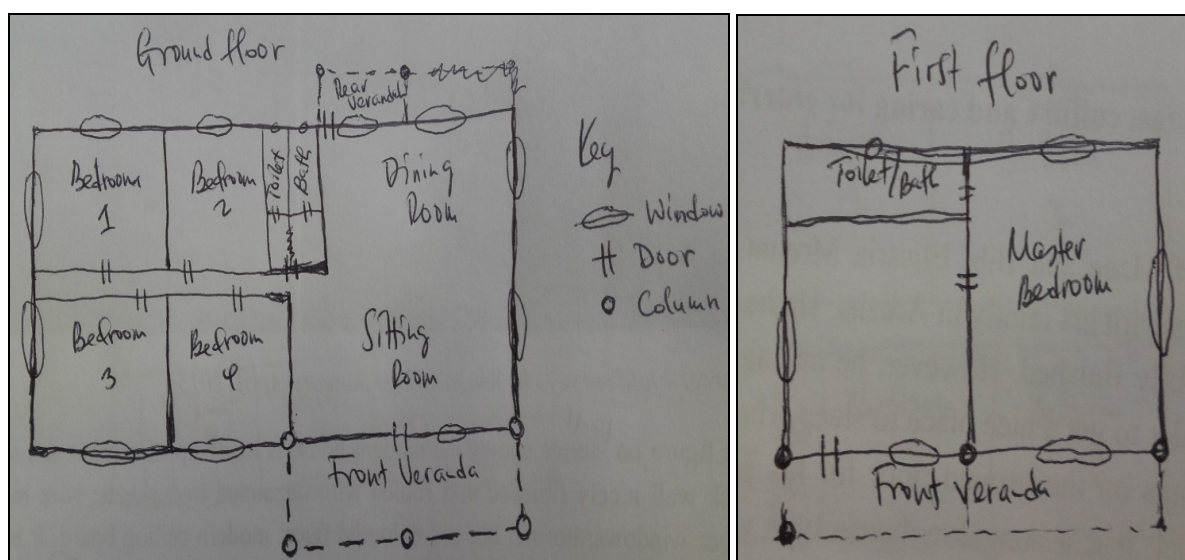 Ground floor
Rear
Veranda
Bedroom
1
Bedroom
2
Toilet
Bath
Dining
Room
Bedroom
3
Bedroom
4
Sitting
Room
Front Veranda
Key
Window
Door
Column
First floor
Toilet/Bath
Master
Bedroom
Front Veranda